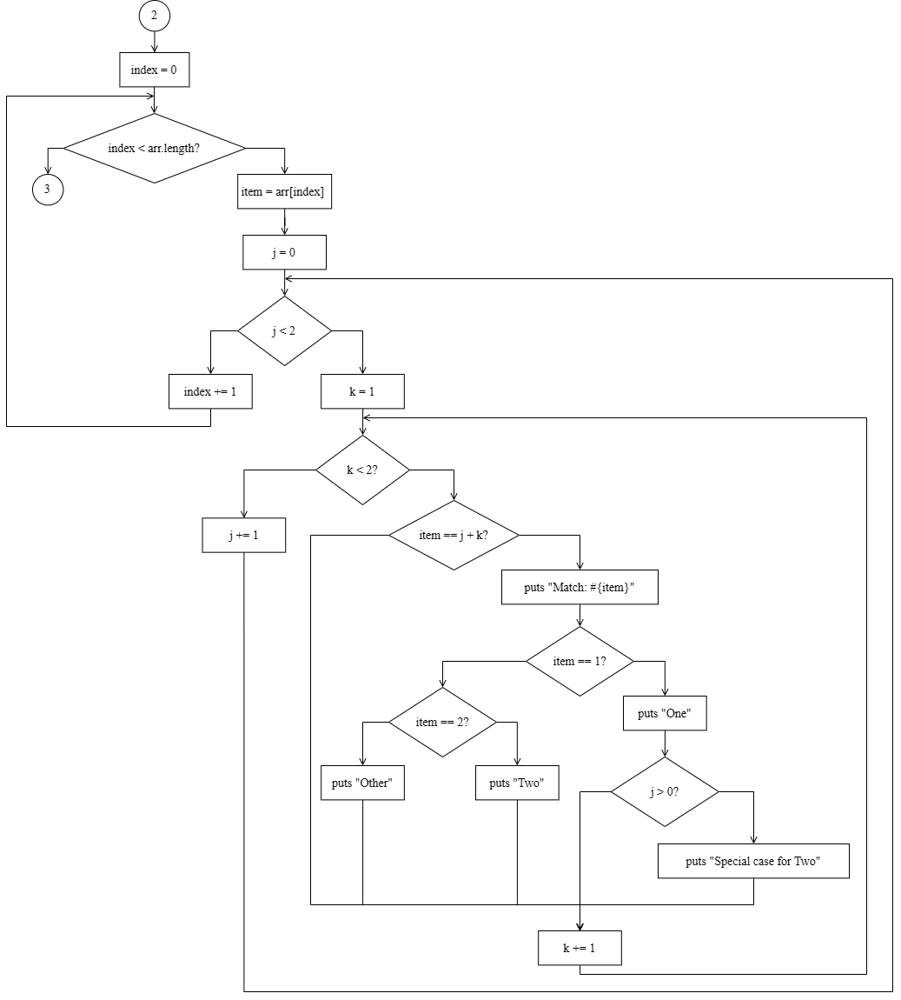 2
index = 0
index < arr.length?
3
item = arr[index]
j = 0
j < 2
index += 1
k = 1
k < 2?
j += 1
item == j + k?
puts "Match: #{item}"
item == 1?
item == 2?
puts "One"
puts "Other"
puts "Two"
j > 0?
puts "Special case for Two"
k += 1